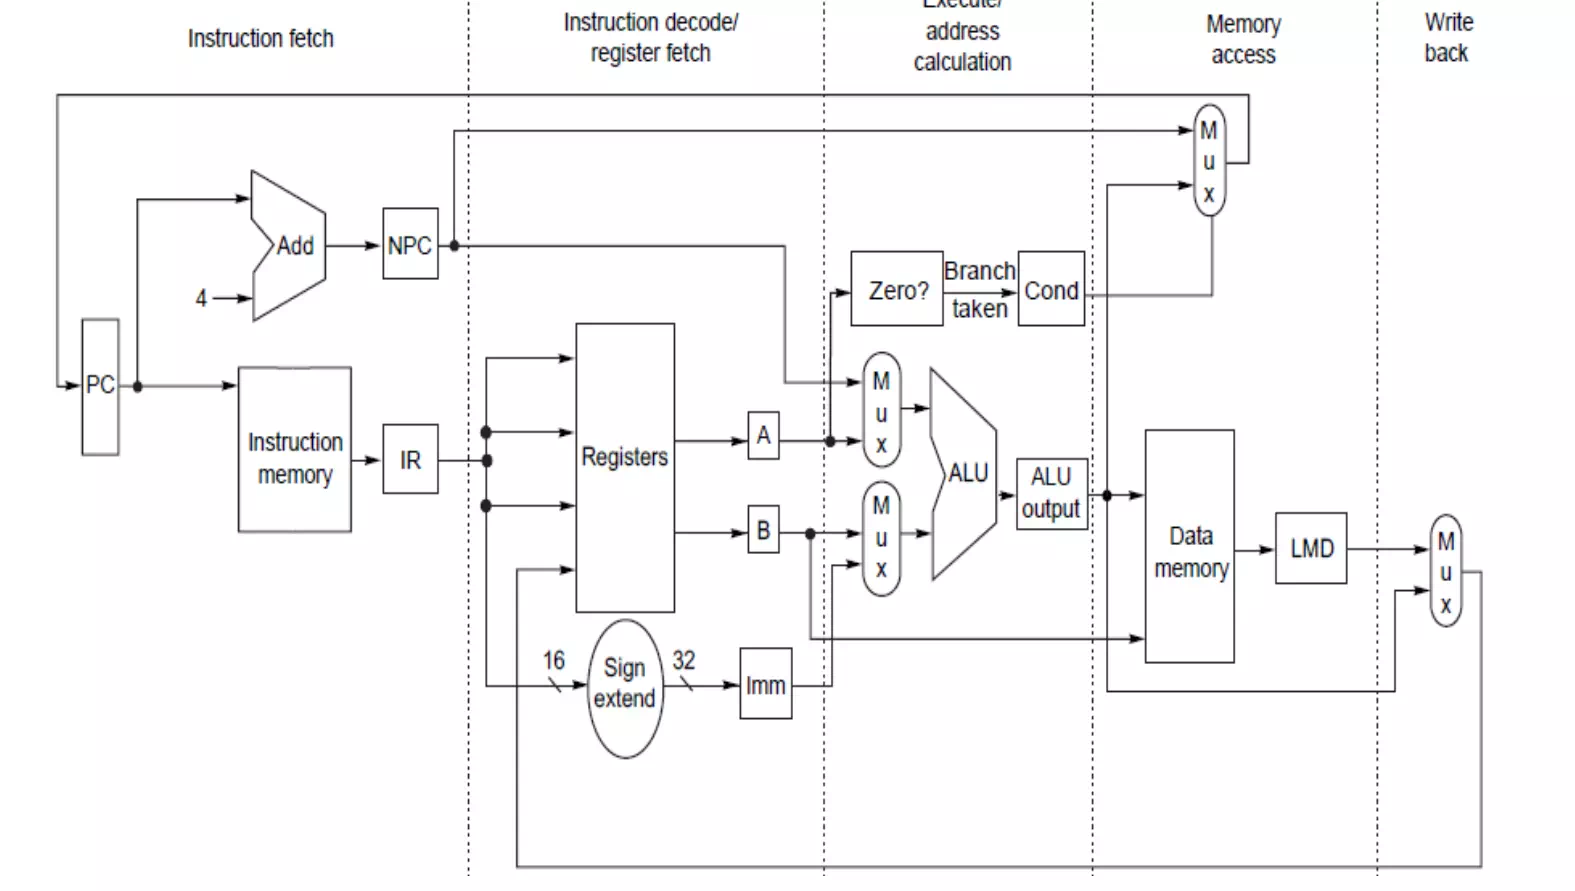 Instruction fetch
Instruction decode/
register fetch
Execute/
address
calculation
Memory
access
Write
back
M
u
x
Add
NPC
4
Zero?
Branch
taken
Cond
PC
Instruction
memory
IR
Registers
A
B
M
u
x
M
u
x
ALU
ALU
output
Data
memory
LMD
M
u
x
16
Sign
extend
32
Imm